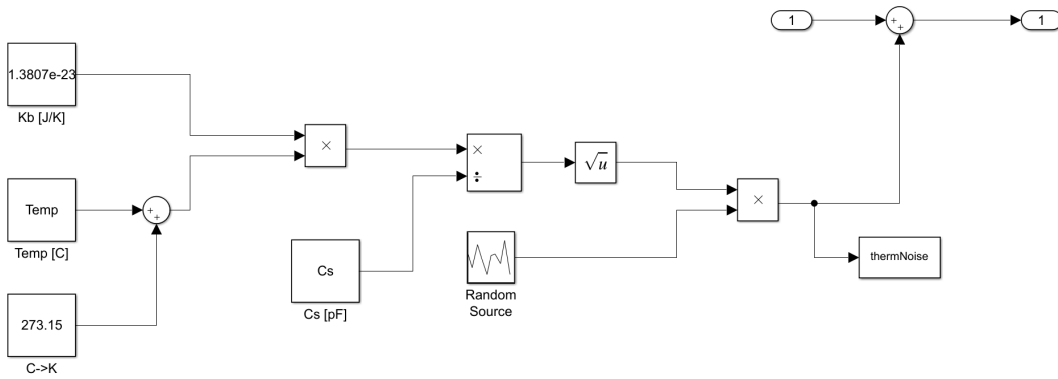 1
1
1.3807e-23
Kb [J/K]
×
×
÷
√u
Temp
Temp [C]
+
+
+
+
×
Cs
Cs [pF]
Random
Source
thermNoise
273.15
C->K